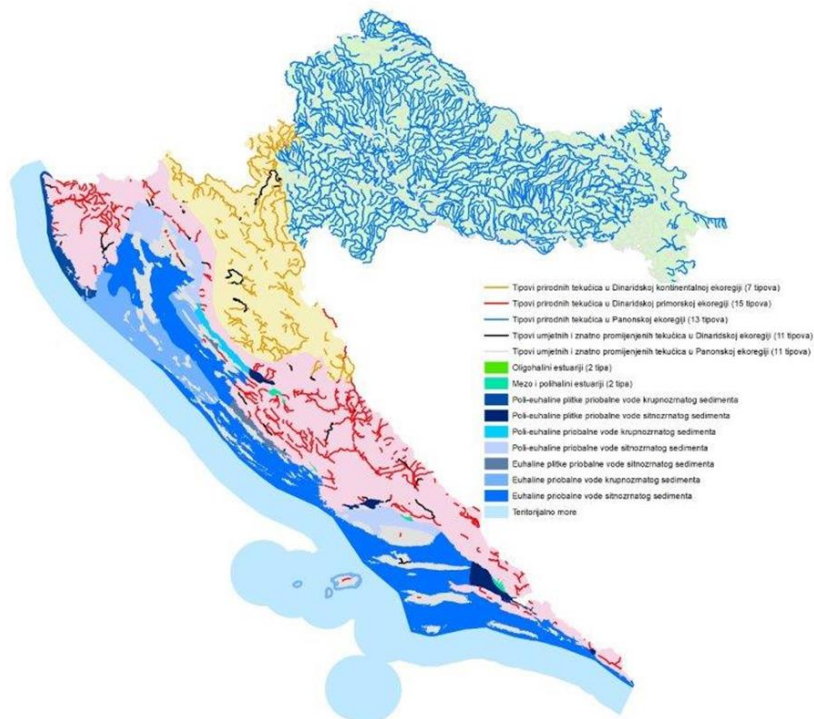 Tipovi prirodnih tekućica u Dinaridskoj kontinentalnoj ekoregiji (7 tipova)
Tipovi prirodnih tekućica u Dinaridskoj primorskoj ekoregiji (15 tipova)
Tipovi prirodnih tekućica u Panonskoj ekoregiji (13 tipova)
Tipovi umjetnih i znatno promijenjenih tekućica u Dinaridskoj ekoregiji (11 tipova)
Tipovi umjetnih i znatno promijenjenih tekućica u Panonskoj ekoregiji (11 tipova)
Oligohalini estuariji (2 tipa)
Mezo i polihalini estuariji (2 tipa)
Poli-euhaline plitke priobalne vode krupnozrnatog sedimenta
Poli-euhaline plitke priobalne vode sitnozrnatog sedimenta
Poli-euhaline priobalne vode krupnozrnatog sedimenta
Poli-euhaline priobalne vode sitnozrnatog sedimenta
Euhaline plitke priobalne vode sitnozrnatog sedimenta
Euhaline priobalne vode krupnozrnatog sedimenta
Euhaline priobalne vode sitnozrnatog sedimenta
Teritorijalno more